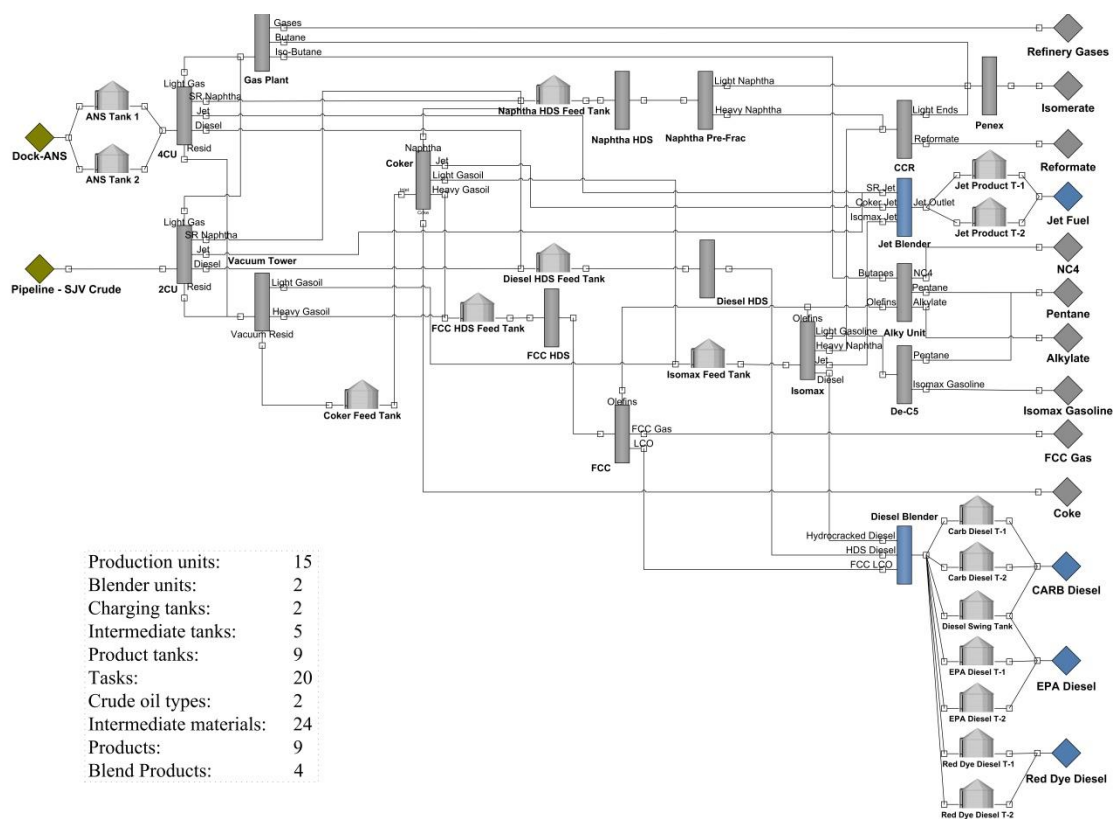 Gases
Butane
Iso-Butane
Gas Plant
Refinery Gases
Light Gas
SR Naphtha
Jet
Diesel
Resid
4CU
ANS Tank 1
ANS Tank 2
Dock-ANS
Naphtha HDS Feed Tank
Naphtha HDS
Light Naphtha
Heavy Naphtha
Naphtha Pre-Frac
Penex
Isomerate
Light Ends
Reformate
CCR
Reformate
Naphtha
Coker
Jet
Light Gasoil
Heavy Gasoil
Coke
SR Jet
Coker Jet
Isomax Jet
Jet Outlet
Jet Blender
Jet Product T-1
Jet Product T-2
Jet Fuel
Light Gas
SR Naphtha
Jet
Diesel
Resid
2CU
Pipeline - SJV Crude
Vacuum Tower
Light Gasoil
Heavy Gasoil
Vacuum Resid
Diesel HDS Feed Tank
Diesel HDS
FCC HDS Feed Tank
FCC HDS
Butanes
Olefins
NC4
Pentane
Alkylate
Alky Unit
NC4
Pentane
Alkylate
Olefins
Light Gasoline
Heavy Naphtha
Jet
Diesel
Isomax
Isomax Feed Tank
Pentane
Isomax Gasoline
De-C5
Isomax Gasoline
Coker Feed Tank
Olefins
FCC Gas
LCO
FCC
FCC Gas
Coke
Diesel Blender
Hydrocracked Diesel
HDS Diesel
FCC LCO
Carb Diesel T-1
Carb Diesel T-2
Diesel Swing Tank
EPA Diesel T-1
EPA Diesel T-2
Red Dye Diesel T-1
Red Dye Diesel T-2
CARB Diesel
EPA Diesel
Red Dye Diesel
Production units: 15
Blender units: 2
Charging tanks: 2
Intermediate tanks: 5
Product tanks: 9
Tasks: 20
Crude oil types: 2
Intermediate materials: 24
Products: 9
Blend Products: 4